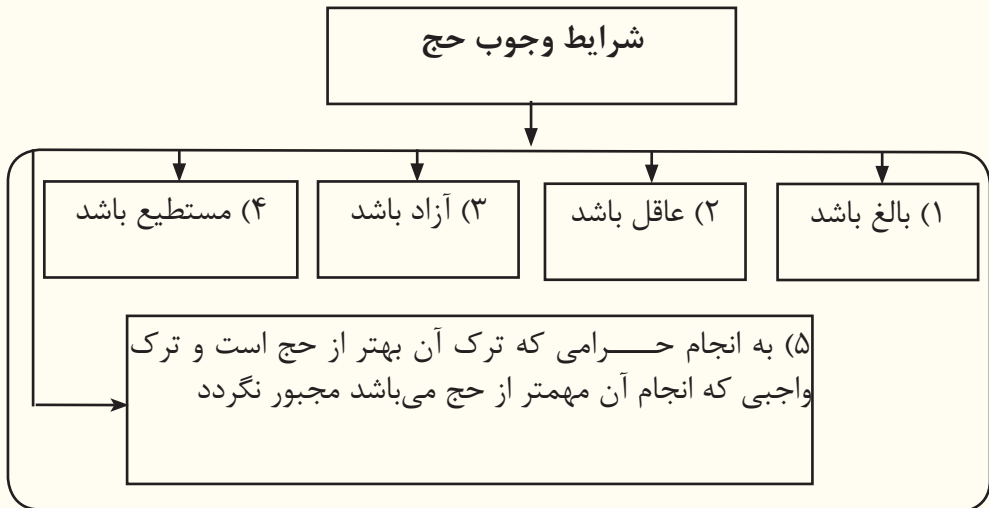 شرایط وجوب حج
۱) بالغ باشد
۲) عاقل باشد
۳) آزاد باشد
۴) مستطیع باشد
۵) به انجام حـــرامی که ترک آن بهتر از حج است و ترک
واجبی که انجام آن مهمتر از حج می‌باشد مجبور نگردد